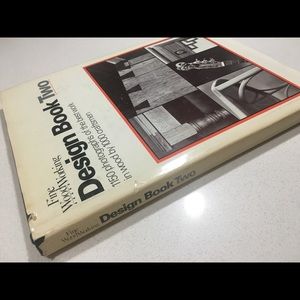 Fine
WoodWorking
Design Book Two
1150 photographs of the best work
in wood by 1000 craftsmen
Fine
WoodWorking
Design Book Two